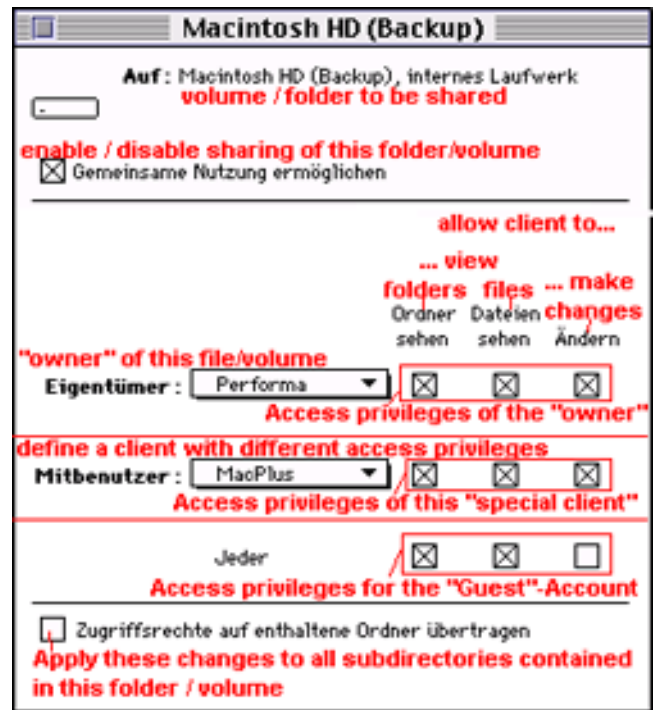 Macintosh HD (Backup)
Auf: Macintosh HD (Backup), internes Laufwerk
volume / folder to be shared
enable / disable sharing of this folder/volume
Gemeinsame Nutzung ermöglichen
allow client to...
... view
folders files ... make
changes
Ordner Dateien
sehen sehen Ändern
"owner" of this file/volume
Eigentümer: Performa
Access privileges of the "owner"
define a client with different access privileges
Mitbenutzer: MacPlus
Access privileges of this "special client"
Jeder
Access privileges for the "Guest"-Account
Zugriffsrechte auf enthaltene Ordner übertragen
Apply these changes to all subdirectories contained
in this folder / volume